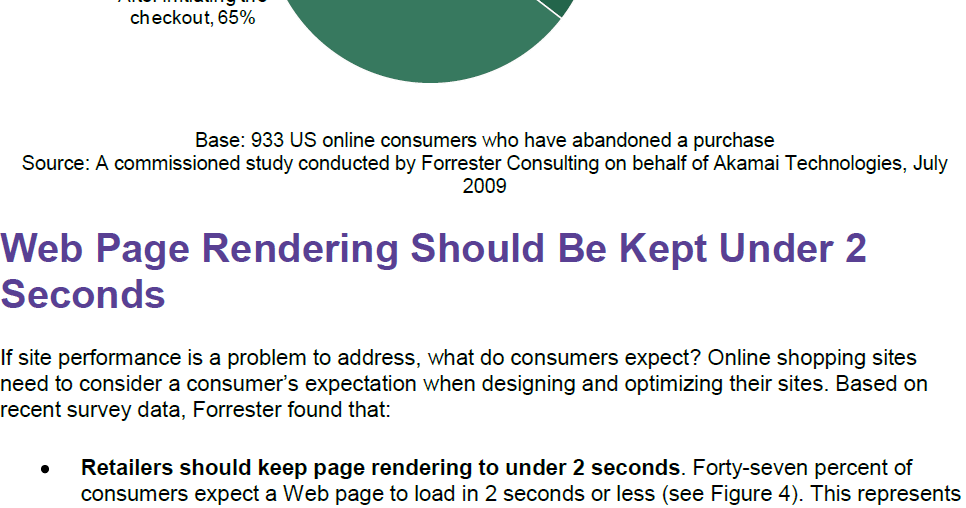 After initiating the
checkout, 65%
Base: 933 US online consumers who have abandoned a purchase
Source: A commissioned study conducted by Forrester Consulting on behalf of Akamai Technologies, July
2009
Web Page Rendering Should Be Kept Under 2
Seconds
If site performance is a problem to address, what do consumers expect? Online shopping sites
need to consider a consumer’s expectation when designing and optimizing their sites. Based on
recent survey data, Forrester found that:
• Retailers should keep page rendering to under 2 seconds. Forty-seven percent of
consumers expect a Web page to load in 2 seconds or less (see Figure 4). This represents